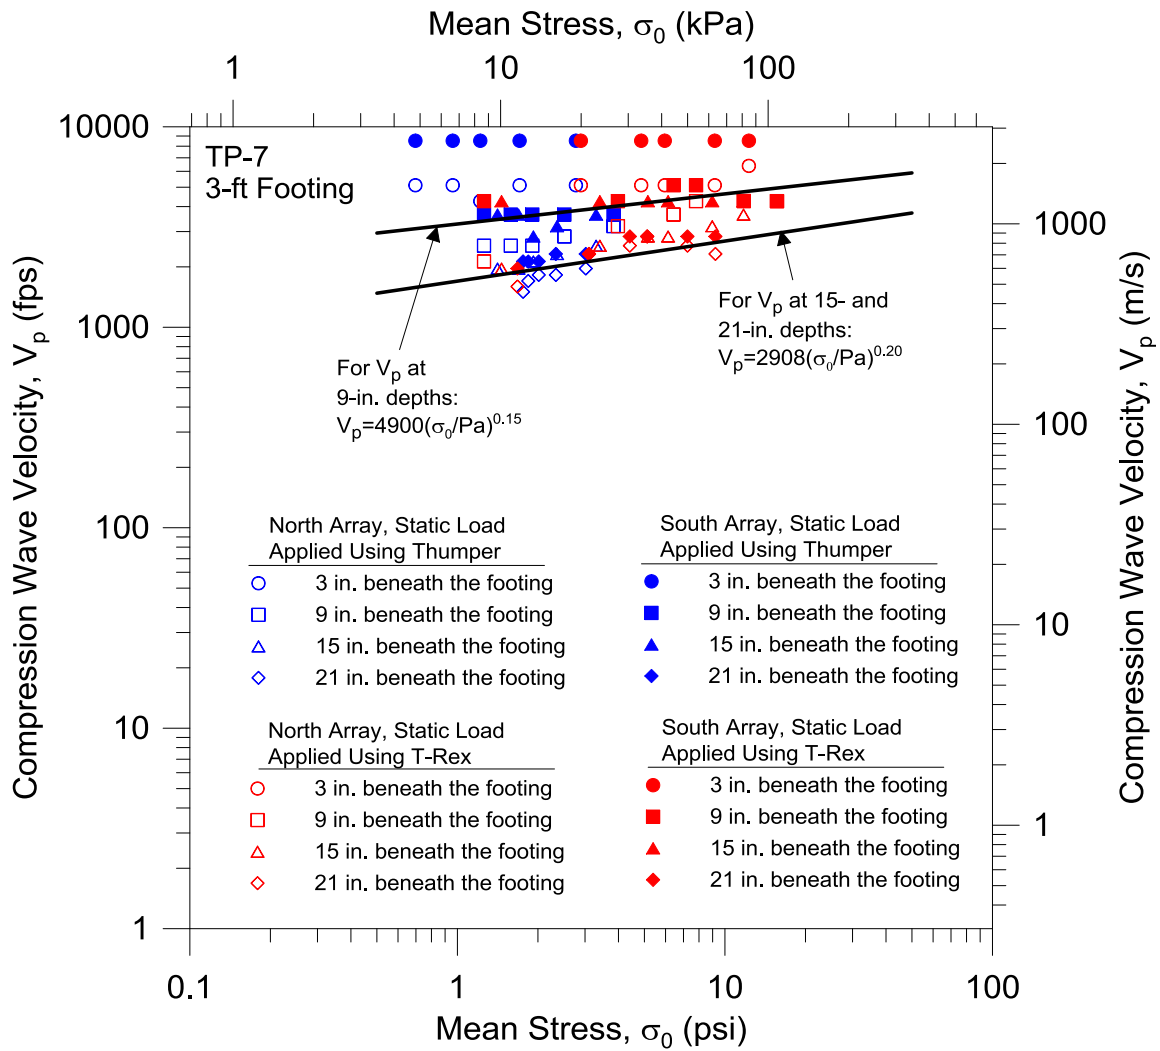 Mean Stress, σ0 (kPa)
1 10 100
TP-7
3-ft Footing
10000
1000
100
10
1
Compression Wave Velocity, Vp (fps)
1000
100
10
1
Compression Wave Velocity, Vp (m/s)
For Vp at
9-in. depths:
Vp=4900(σ0/Pa)0.15
For Vp at 15- and
21-in. depths:
Vp=2908(σ0/Pa)0.20
North Array, Static Load
Applied Using Thumper
3 in. beneath the footing
9 in. beneath the footing
15 in. beneath the footing
21 in. beneath the footing
South Array, Static Load
Applied Using Thumper
3 in. beneath the footing
9 in. beneath the footing
15 in. beneath the footing
21 in. beneath the footing
North Array, Static Load
Applied Using T-Rex
3 in. beneath the footing
9 in. beneath the footing
15 in. beneath the footing
21 in. beneath the footing
South Array, Static Load
Applied Using T-Rex
3 in. beneath the footing
9 in. beneath the footing
15 in. beneath the footing
21 in. beneath the footing
0.1 1 10 100
Mean Stress, σ0 (psi)